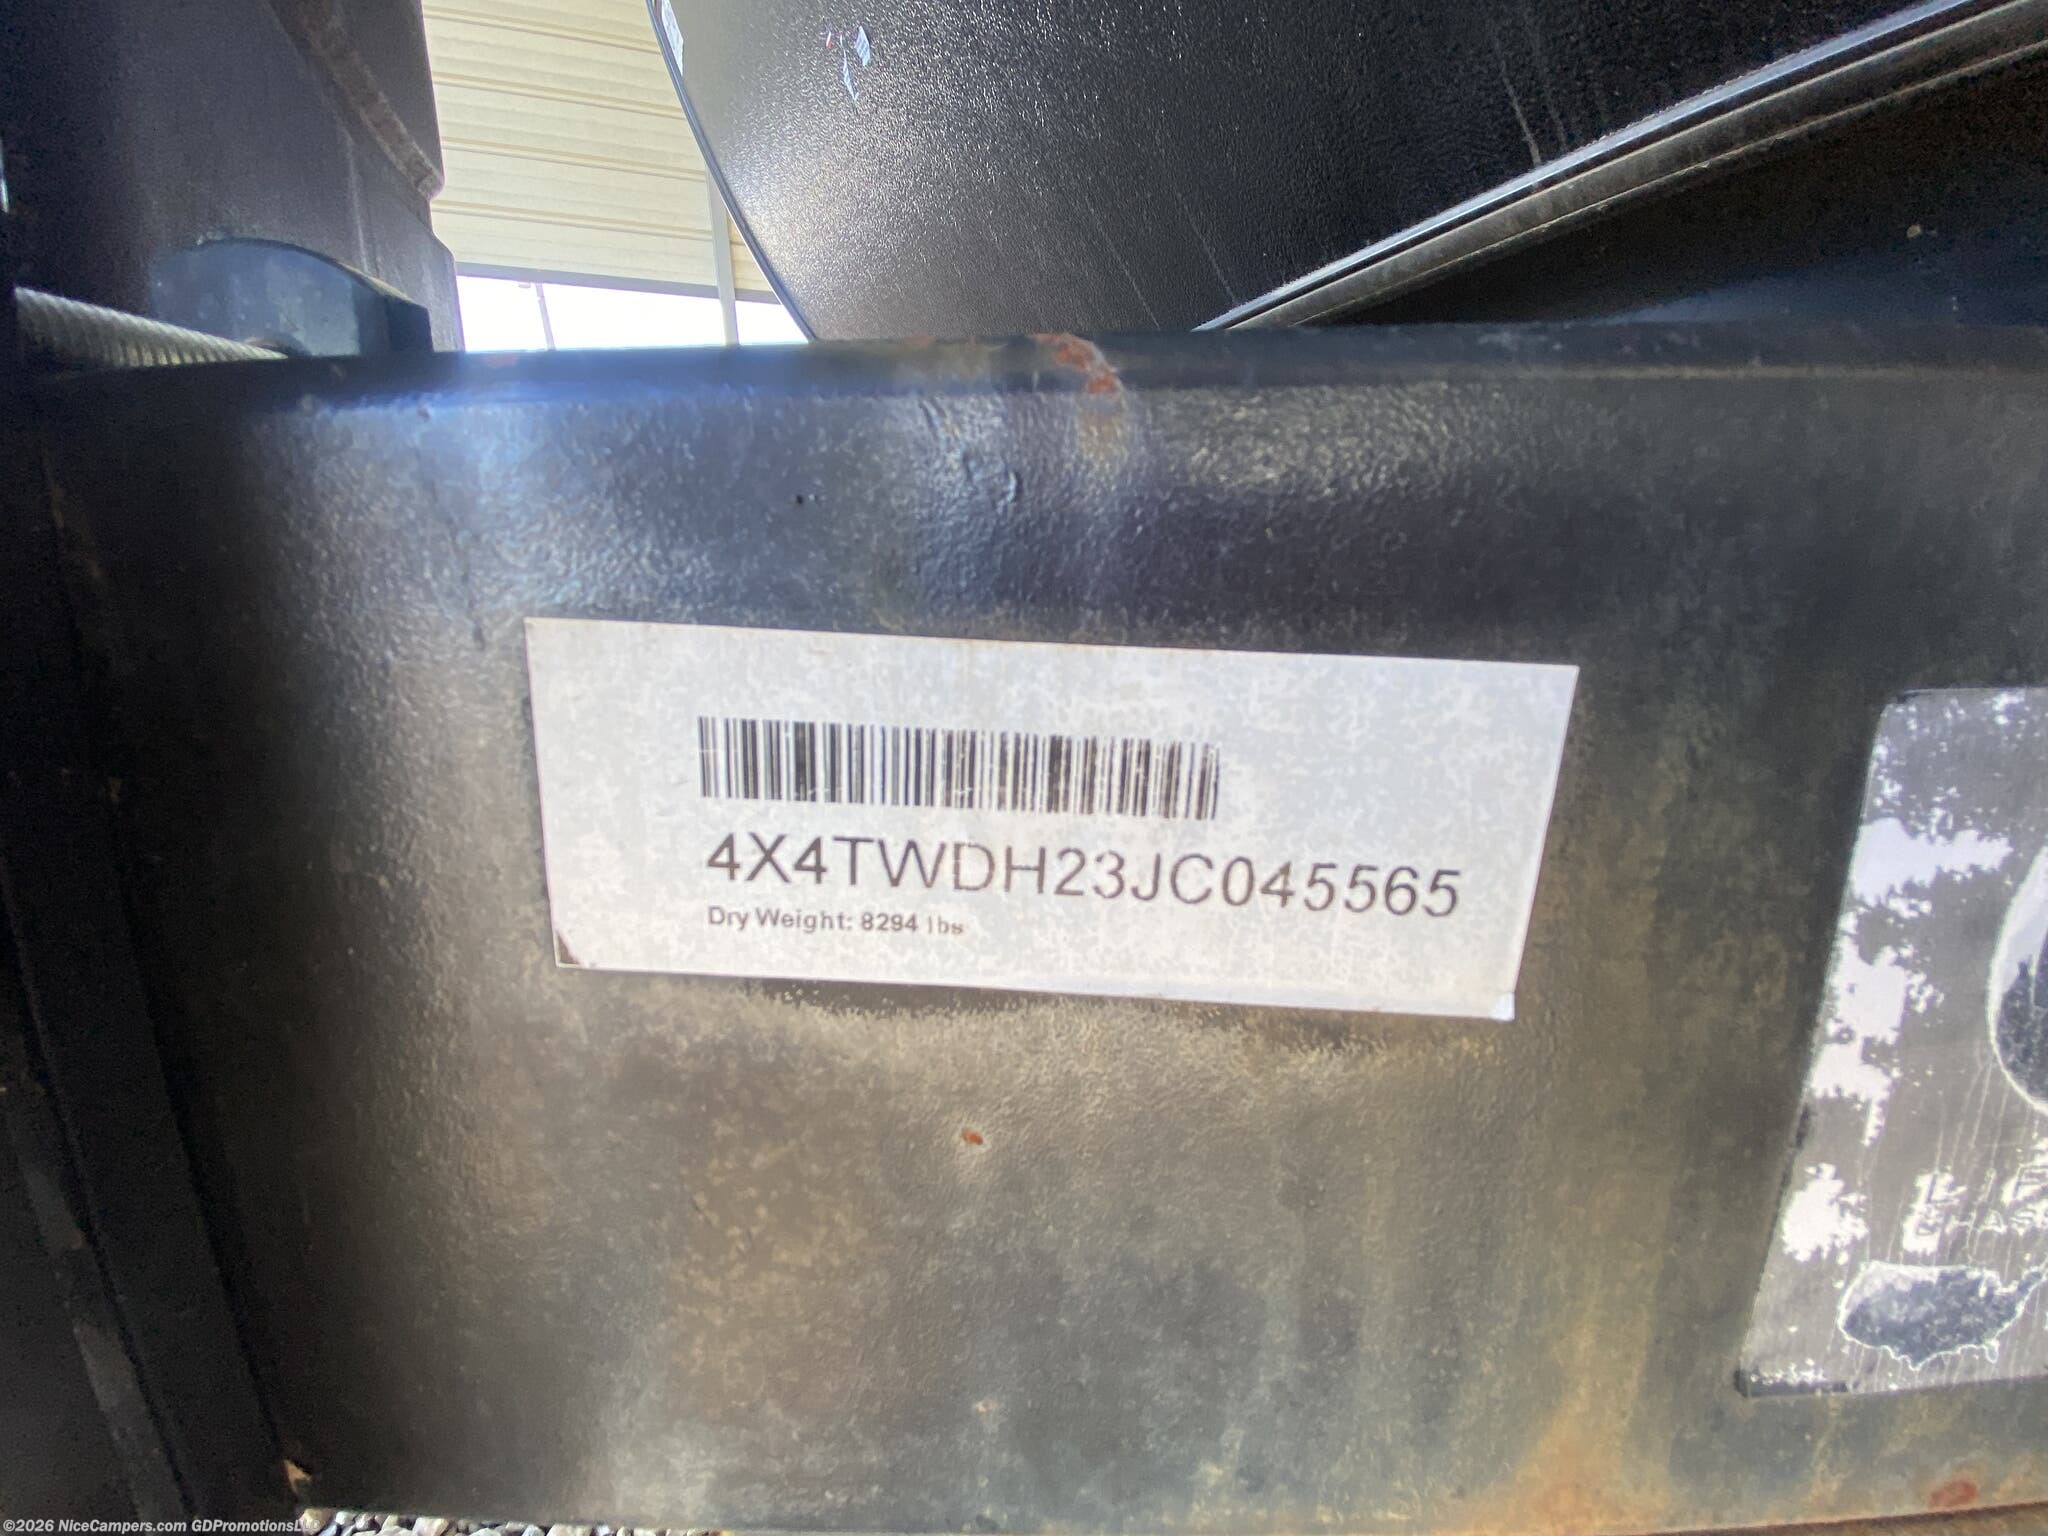 4X4TWDH23JC045565
Dry Weight: 8294 lbs
©2026 NiceCampers.com GDPromotionsLLC